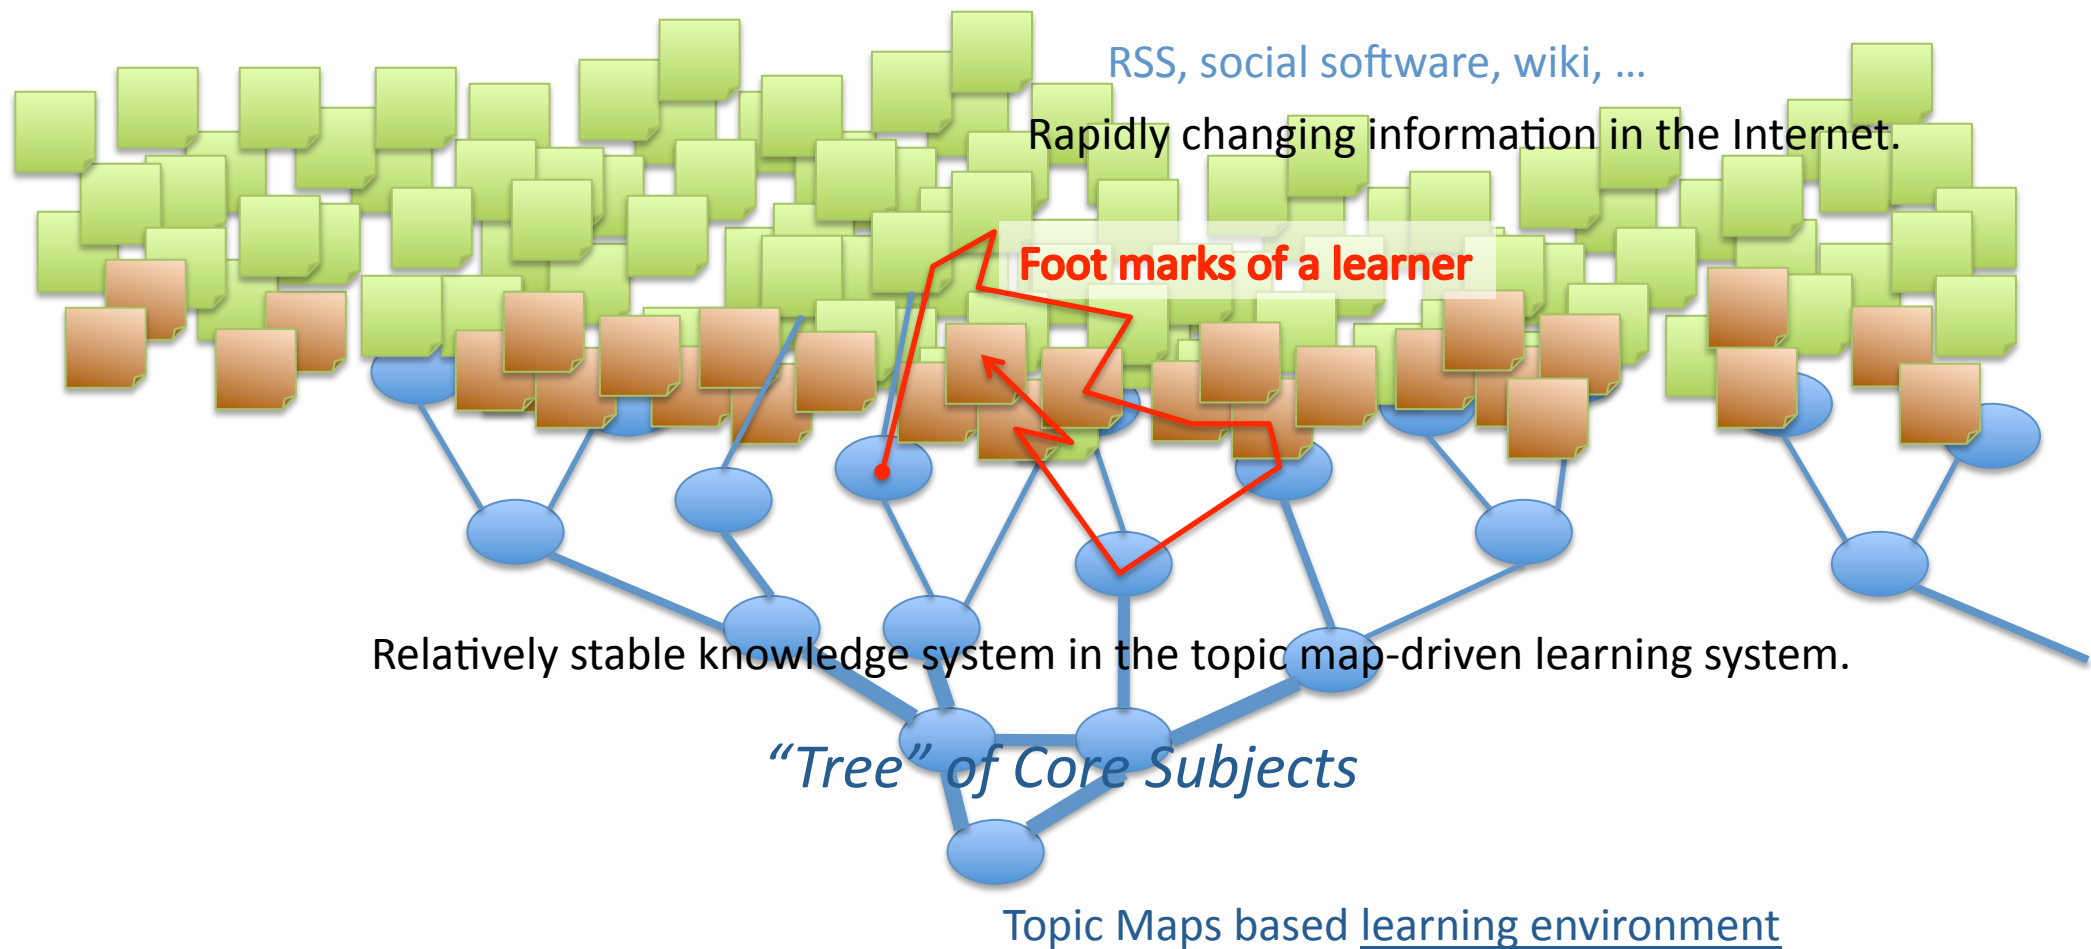 RSS, social software, wiki, ...
Rapidly changing information in the Internet.
Foot marks of a learner
Relatively stable knowledge system in the topic map-driven learning system.
“Tree” of Core Subjects
Topic Maps based learning environment